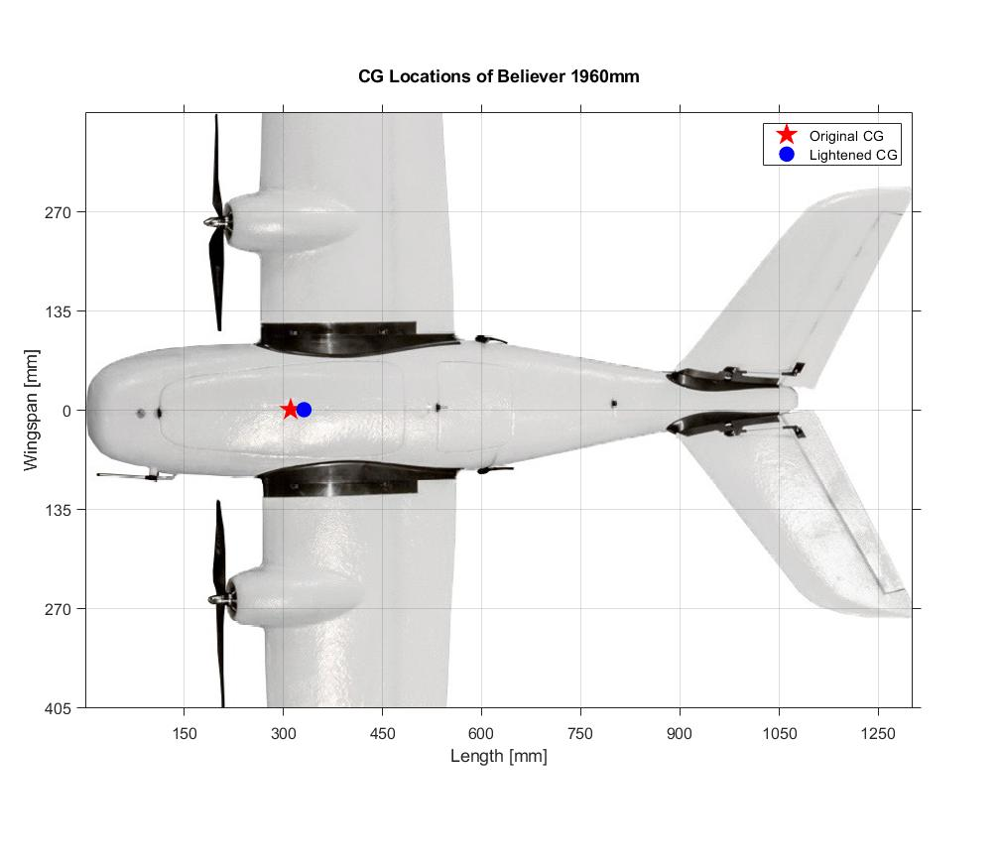 CG Locations of Believer 1960mm
Original CG
Lightened CG
270
135
0
135
270
405
Wingspan [mm]
150 300 450 600 750 900 1050 1250
Length [mm]